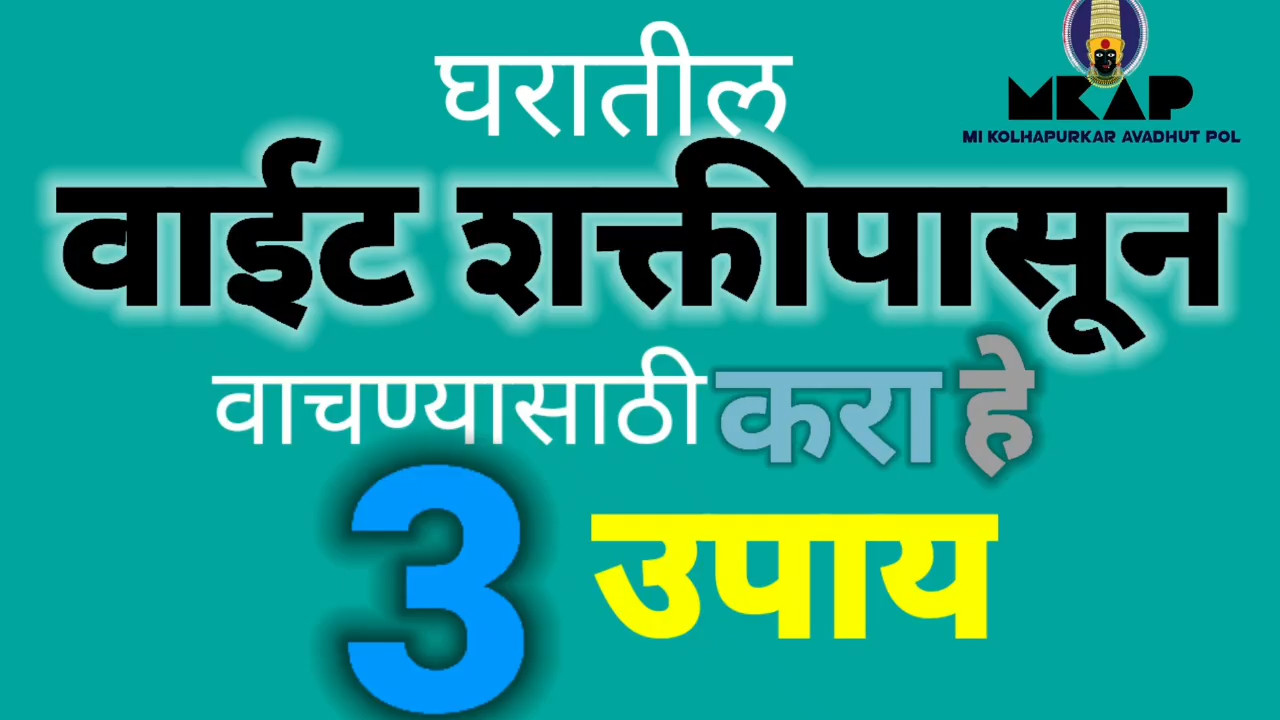 घरातील
MKAP
MI KOLHAPURKAR AVADHUT POL
वाईट शक्तीपासून
वाचण्यासाठी करा हे
3 उपाय